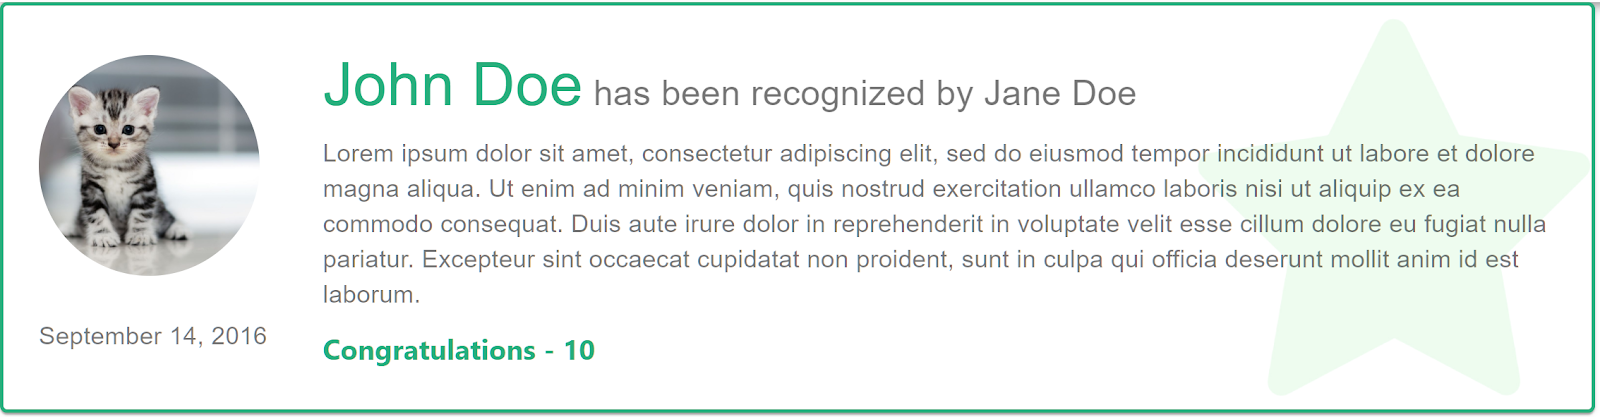 John Doe has been recognized by Jane Doe
Lorem ipsum dolor sit amet, consectetur adipiscing elit, sed do eiusmod tempor incididunt ut labore et dolore
magna aliqua. Ut enim ad minim veniam, quis nostrud exercitation ullamco laboris nisi ut aliquip ex ea
commodo consequat. Duis aute irure dolor in reprehenderit in voluptate velit esse cillum dolore eu fugiat nulla
pariatur. Excepteur sint occaecat cupidatat non proident, sunt in culpa qui officia deserunt mollit anim id est
laborum.
September 14, 2016
Congratulations - 10